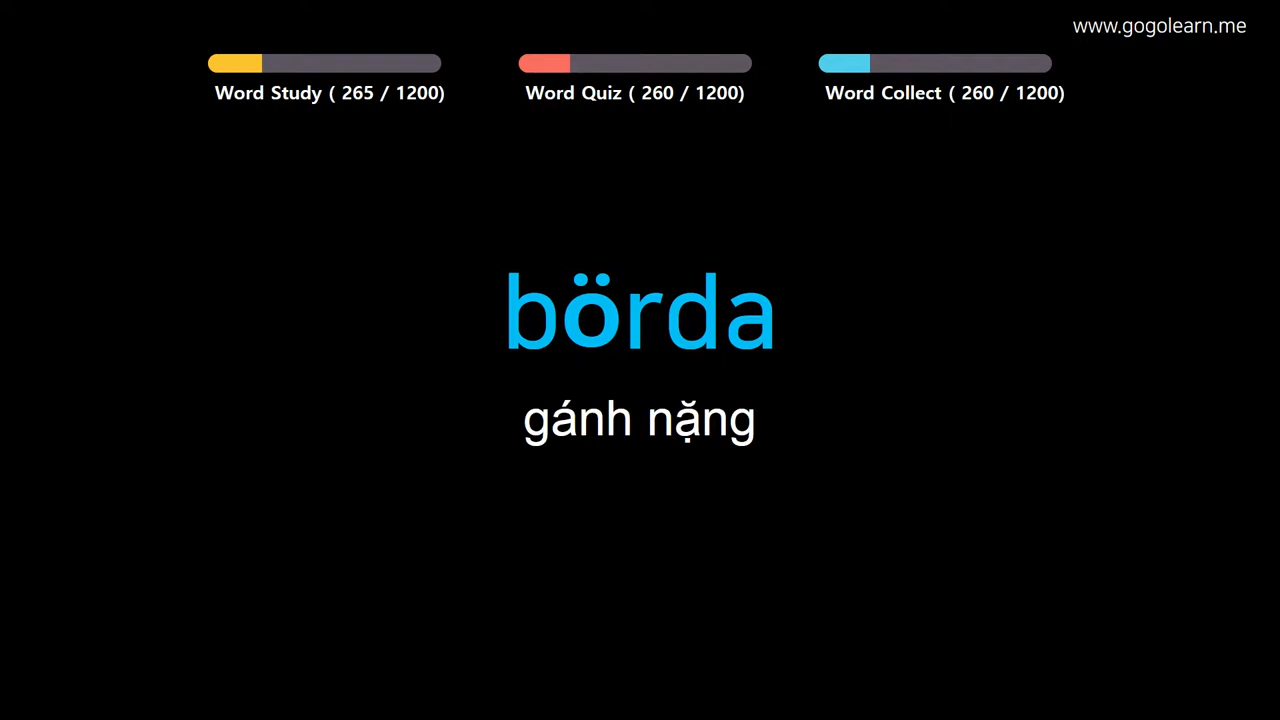 www.gogolearn.me
Word Study ( 265 / 1200)
Word Quiz ( 260 / 1200)
Word Collect ( 260 / 1200)
börda
gánh nặng